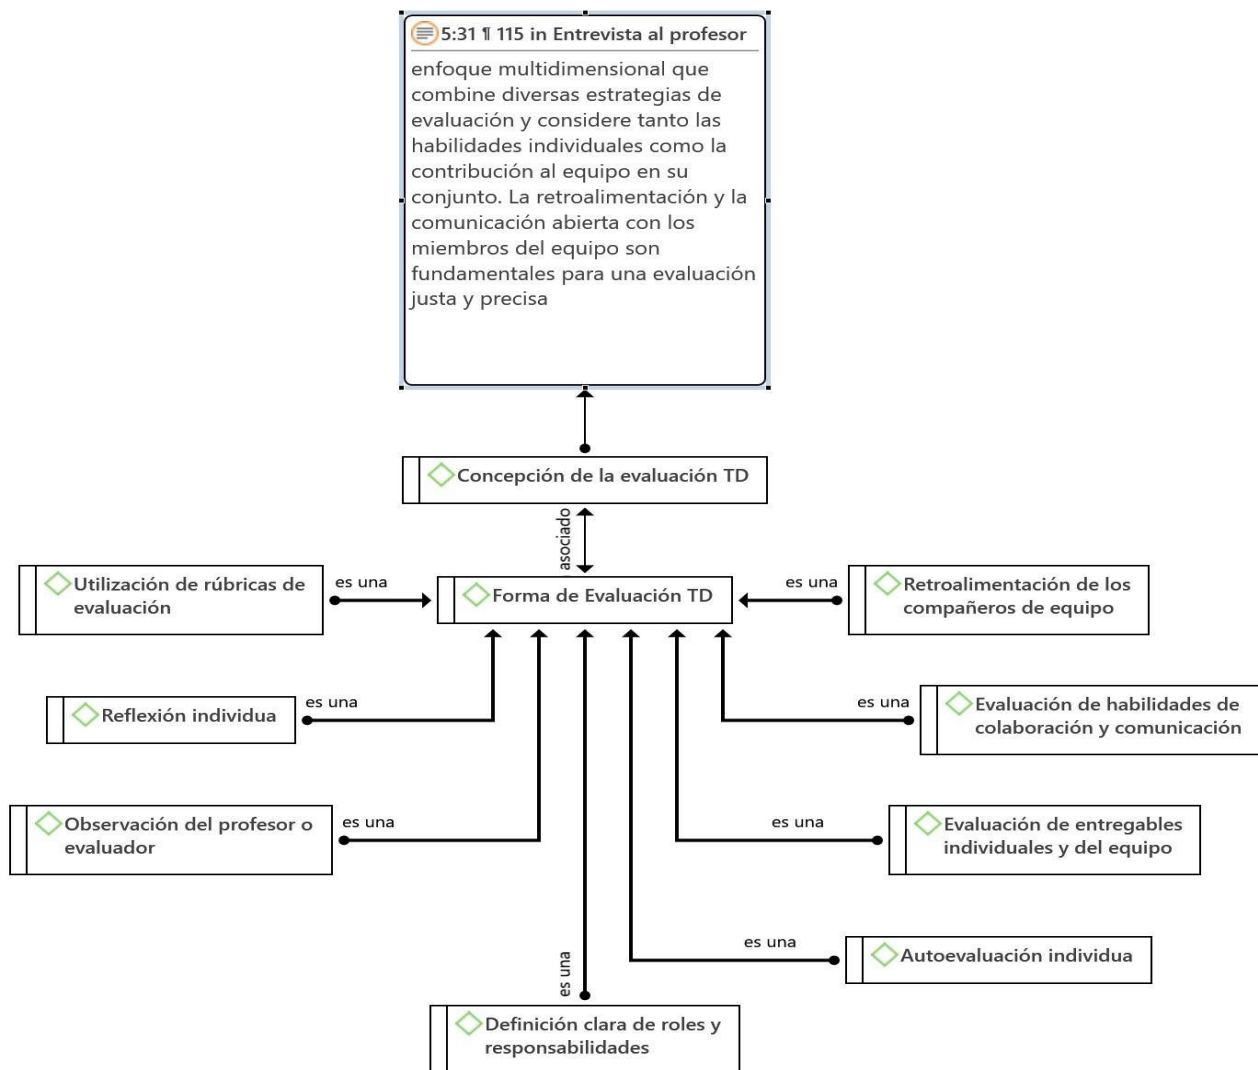 5:31 ¶ 115 in Entrevista al profesor
enfoque multidimensional que
combine diversas estrategias de
evaluación y considere tanto las
habilidades individuales como la
contribución al equipo en su
conjunto. La retroalimentación y la
comunicación abierta con los
miembros del equipo son
fundamentales para una evaluación
justa y precisa
Concepción de la evaluación TD
asociado
Forma de Evaluación TD
Utilización de rúbricas de
evaluación
es una
es una
Retroalimentación de los
compañeros de equipo
Reflexión individua
es una
es una
Evaluación de habilidades de
colaboración y comunicación
Observación del profesor o
evaluador
es una
es una
Evaluación de entregables
individuales y del equipo
es una
Autoevaluación individua
es una
Definición clara de roles y
responsabilidades